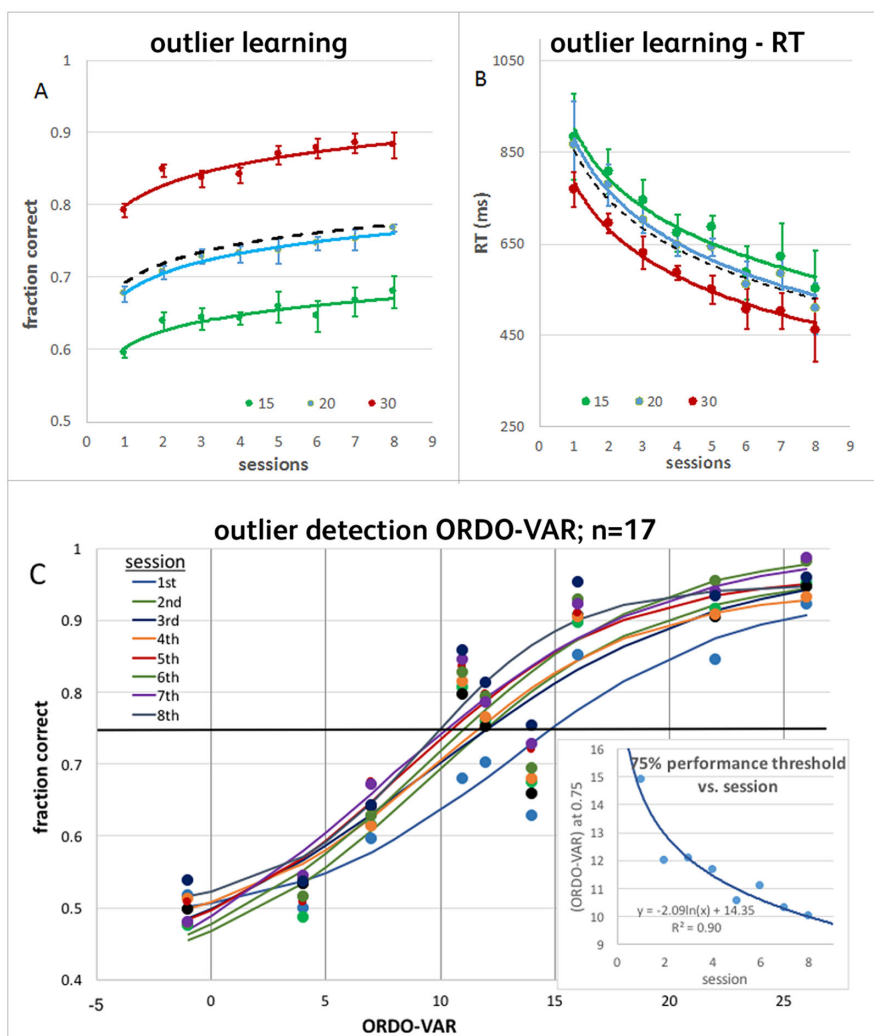 outlier learning
A
fraction correct
1
0.9
0.8
0.7
0.6
0.5
0 1 2 3 4 5 6 7 8 9
sessions
15 20 30
outlier learning - RT
B
RT (ms)
1050
850
650
450
250
0 1 2 3 4 5 6 7 8 9
sessions
15 20 30
outlier detection ORDO-VAR; n=17
C
session
1st
2nd
3rd
4th
5th
6th
7th
8th
fraction correct
1
0.9
0.8
0.7
0.6
0.5
0.4
-5 0 5 10 15 20 25
ORDO-VAR
75% performance threshold
vs. session
(ORDO-VAR) at 0.75
16
15
14
13
12
11
10
9
y = -2.09ln(x) + 14.35
R² = 0.90
0 2 4 6 8
session